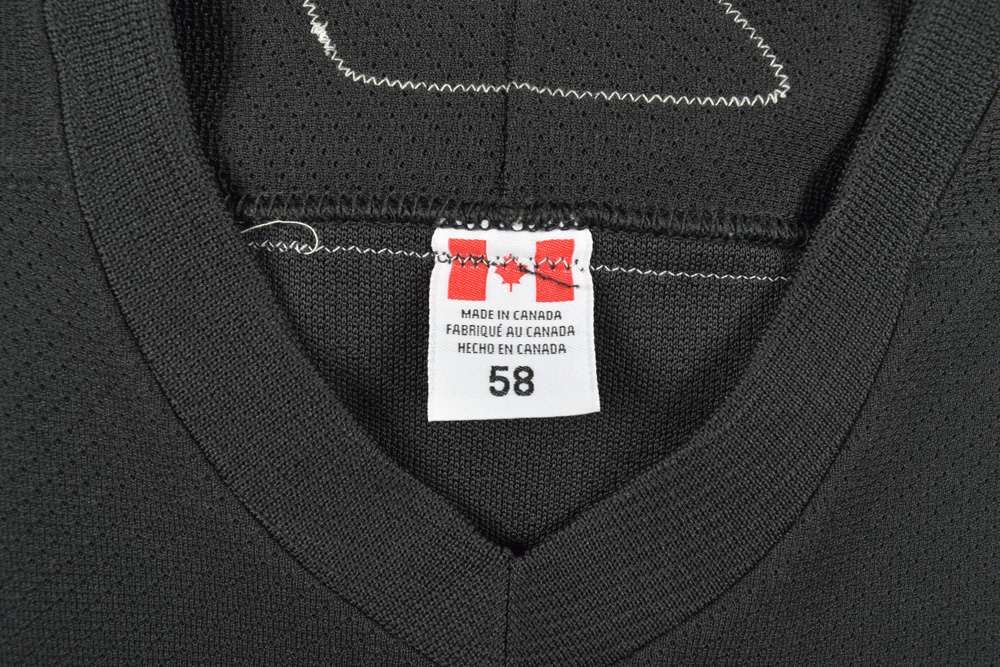 MADE IN CANADA
FABRIQUÉ AU CANADA
HECHO EN CANADA
58